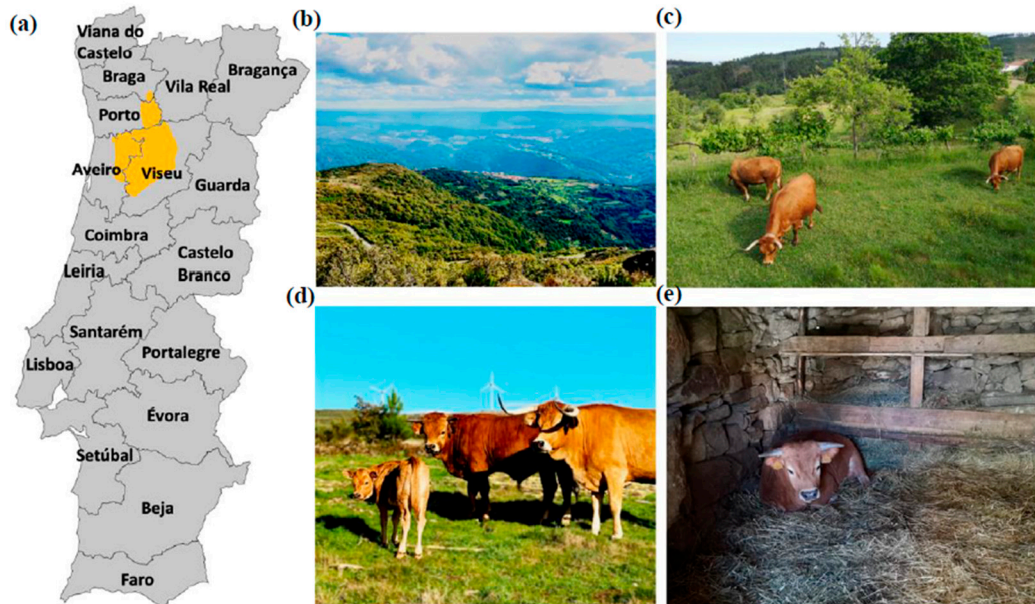 (a)
Viana do
Castelo
Braga
Vila Real
Bragança
Porto
Aveiro
Viseu
Guarda
Coimbra
Castelo
Branco
Leiria
Santarém
Lisboa
Portalegre
Évora
Setúbal
Beja
Faro
(b)
(c)
(d)
(e)